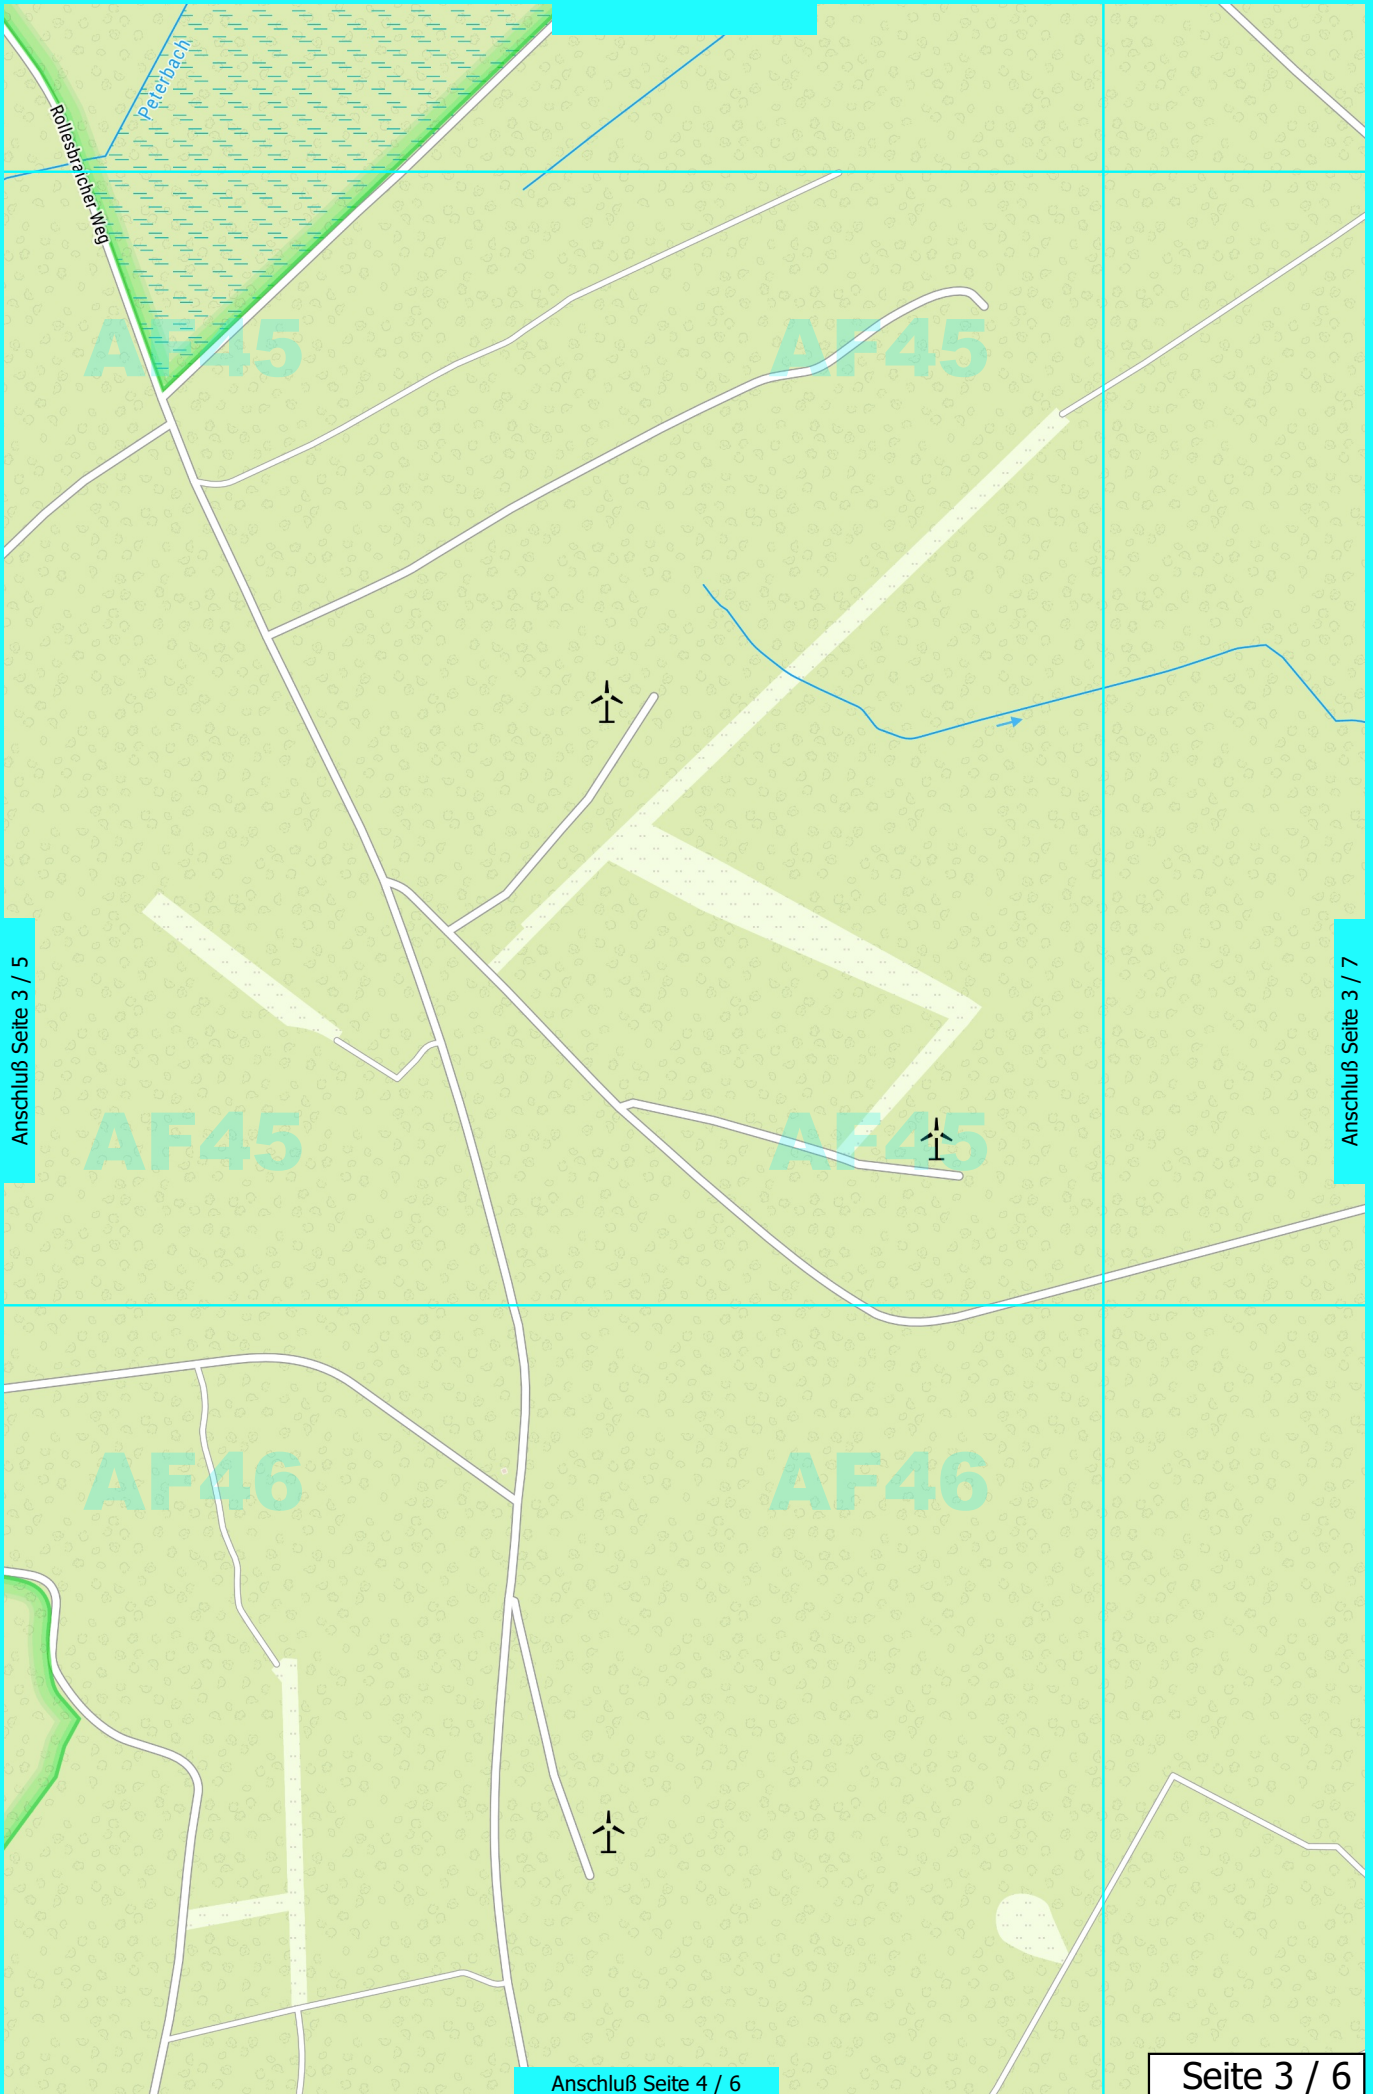 Peterbach
Rollesbraicher Weg
AF45 AF45
Anschluß Seite 3 / 5
Anschluß Seite 3 / 7
AF45 AF45
AF46 AF46
Anschluß Seite 4 / 6
Seite 3 / 6